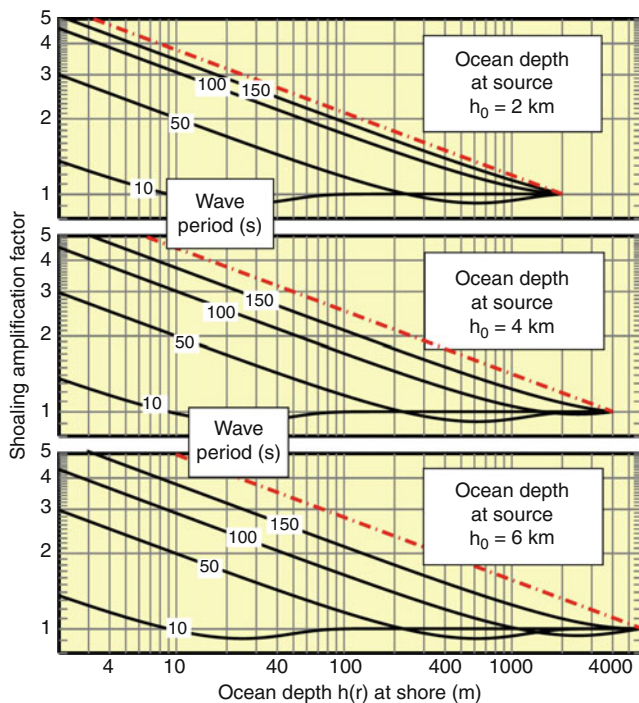 5
4
3
2
1
100
150
50
10
Ocean depth
at source
h₀ = 2 km
Wave
period (s)
5
4
3
2
1
150
100
50
10
Ocean depth
at source
h₀ = 4 km
Wave
period (s)
5
4
3
2
1
150
100
50
10
Ocean depth
at source
h₀ = 6 km
Shoaling amplification factor
4 10 40 100 400 1000 4000
Ocean depth h(r) at shore (m)